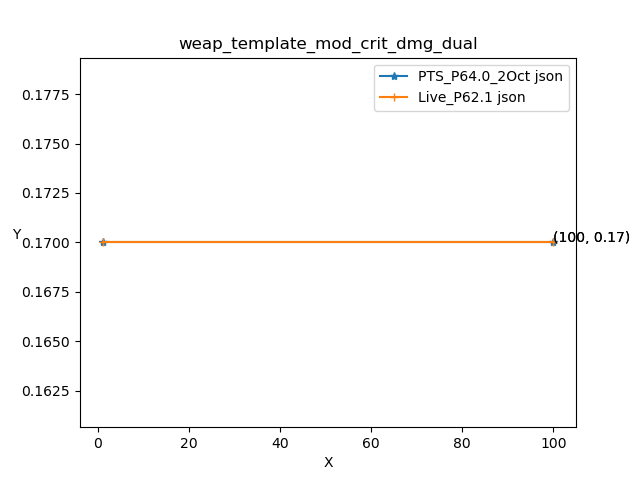 weap_template_mod_crit_dmg_dual
PTS_P64.0_2Oct json
Live_P62.1 json
0.1775
0.1750
0.1725
Y
0.1700
(100, 0.17)
0.1675
0.1650
0.1625
0 20 40 60 80 100
X